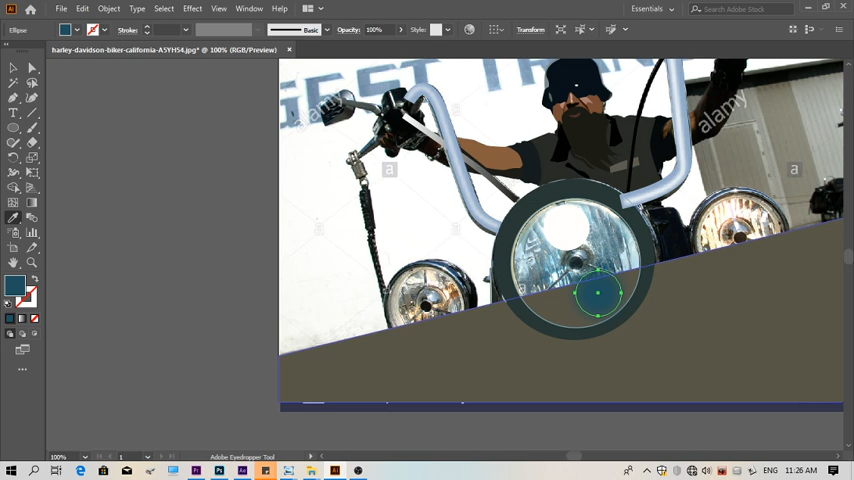 File Edit Object Type Select Effect View Window Help
Essentials
Search Adobe Stock
Ellipse
Stroke:
Basic
Opacity: 100%
Style:
Transform
harley-davidson-biker-california-A5YH54.jpg* @ 100% (RGB/Preview)
GEST TRAN
alamy
alamy
a
a
100%
1
Adobe Eyedropper Tool
ENG 11:26 AM